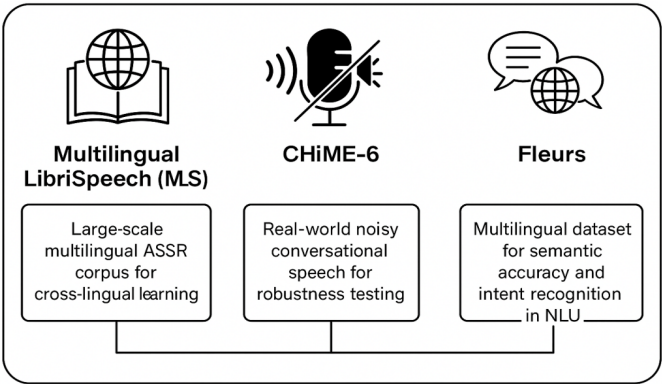 Multilingual
LibriSpeech (MLS)
Large-scale
multilingual ASSR
corpus for
cross-lingual learning
CHiME-6
Real-world noisy
conversational
speech for
robustness testing
Fleurs
Multilingual dataset
for semantic
accuracy and
intent recognition
in NLU